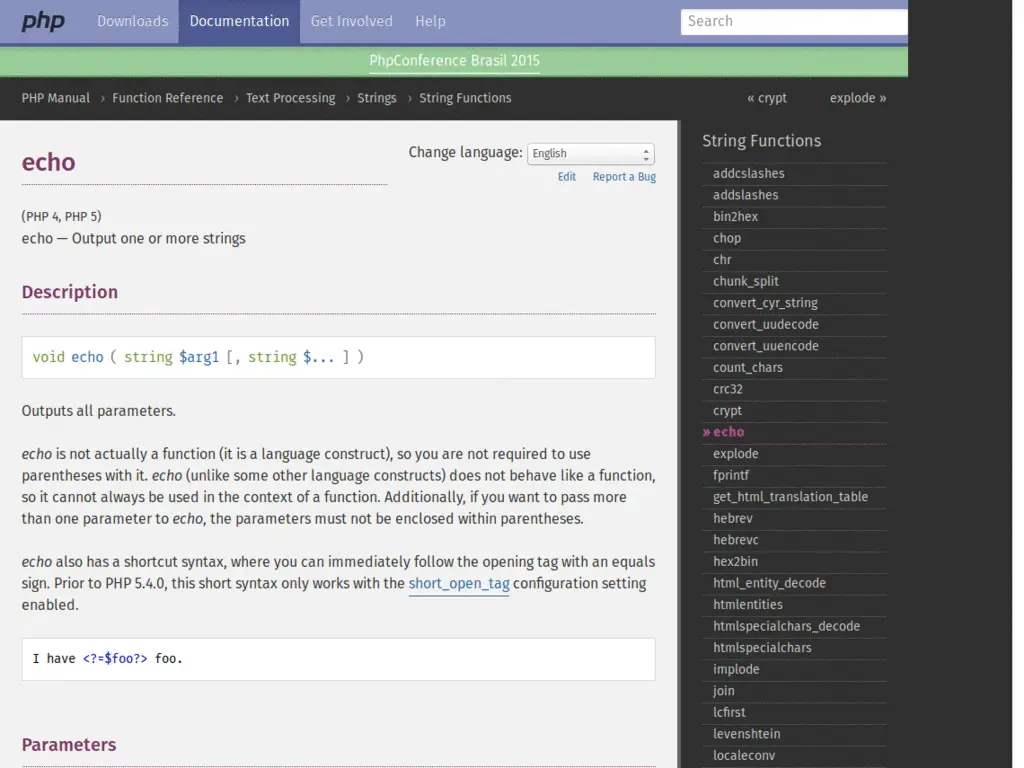 php Downloads Documentation Get Involved Help Search
PhpConference Brasil 2015
PHP Manual › Function Reference › Text Processing › Strings › String Functions « crypt explode »
echo
Change language: English
Edit Report a Bug
(PHP 4, PHP 5)
echo — Output one or more strings
Description
void echo ( string $arg1 [, string $... ] )
Outputs all parameters.
echo is not actually a function (it is a language construct), so you are not required to use
parentheses with it. echo (unlike some other language constructs) does not behave like a function,
so it cannot always be used in the context of a function. Additionally, if you want to pass more
than one parameter to echo, the parameters must not be enclosed within parentheses.
echo also has a shortcut syntax, where you can immediately follow the opening tag with an equals
sign. Prior to PHP 5.4.0, this short syntax only works with the short_open_tag configuration setting
enabled.
I have <?=$foo?> foo.
Parameters
String Functions
addcslashes
addslashes
bin2hex
chop
chr
chunk_split
convert_cyr_string
convert_uudecode
convert_uuencode
count_chars
crc32
crypt
» echo
explode
fprintf
get_html_translation_table
hebrev
hebrevc
hex2bin
html_entity_decode
htmlentities
htmlspecialchars_decode
htmlspecialchars
implode
join
lcfirst
levenshtein
localeconv